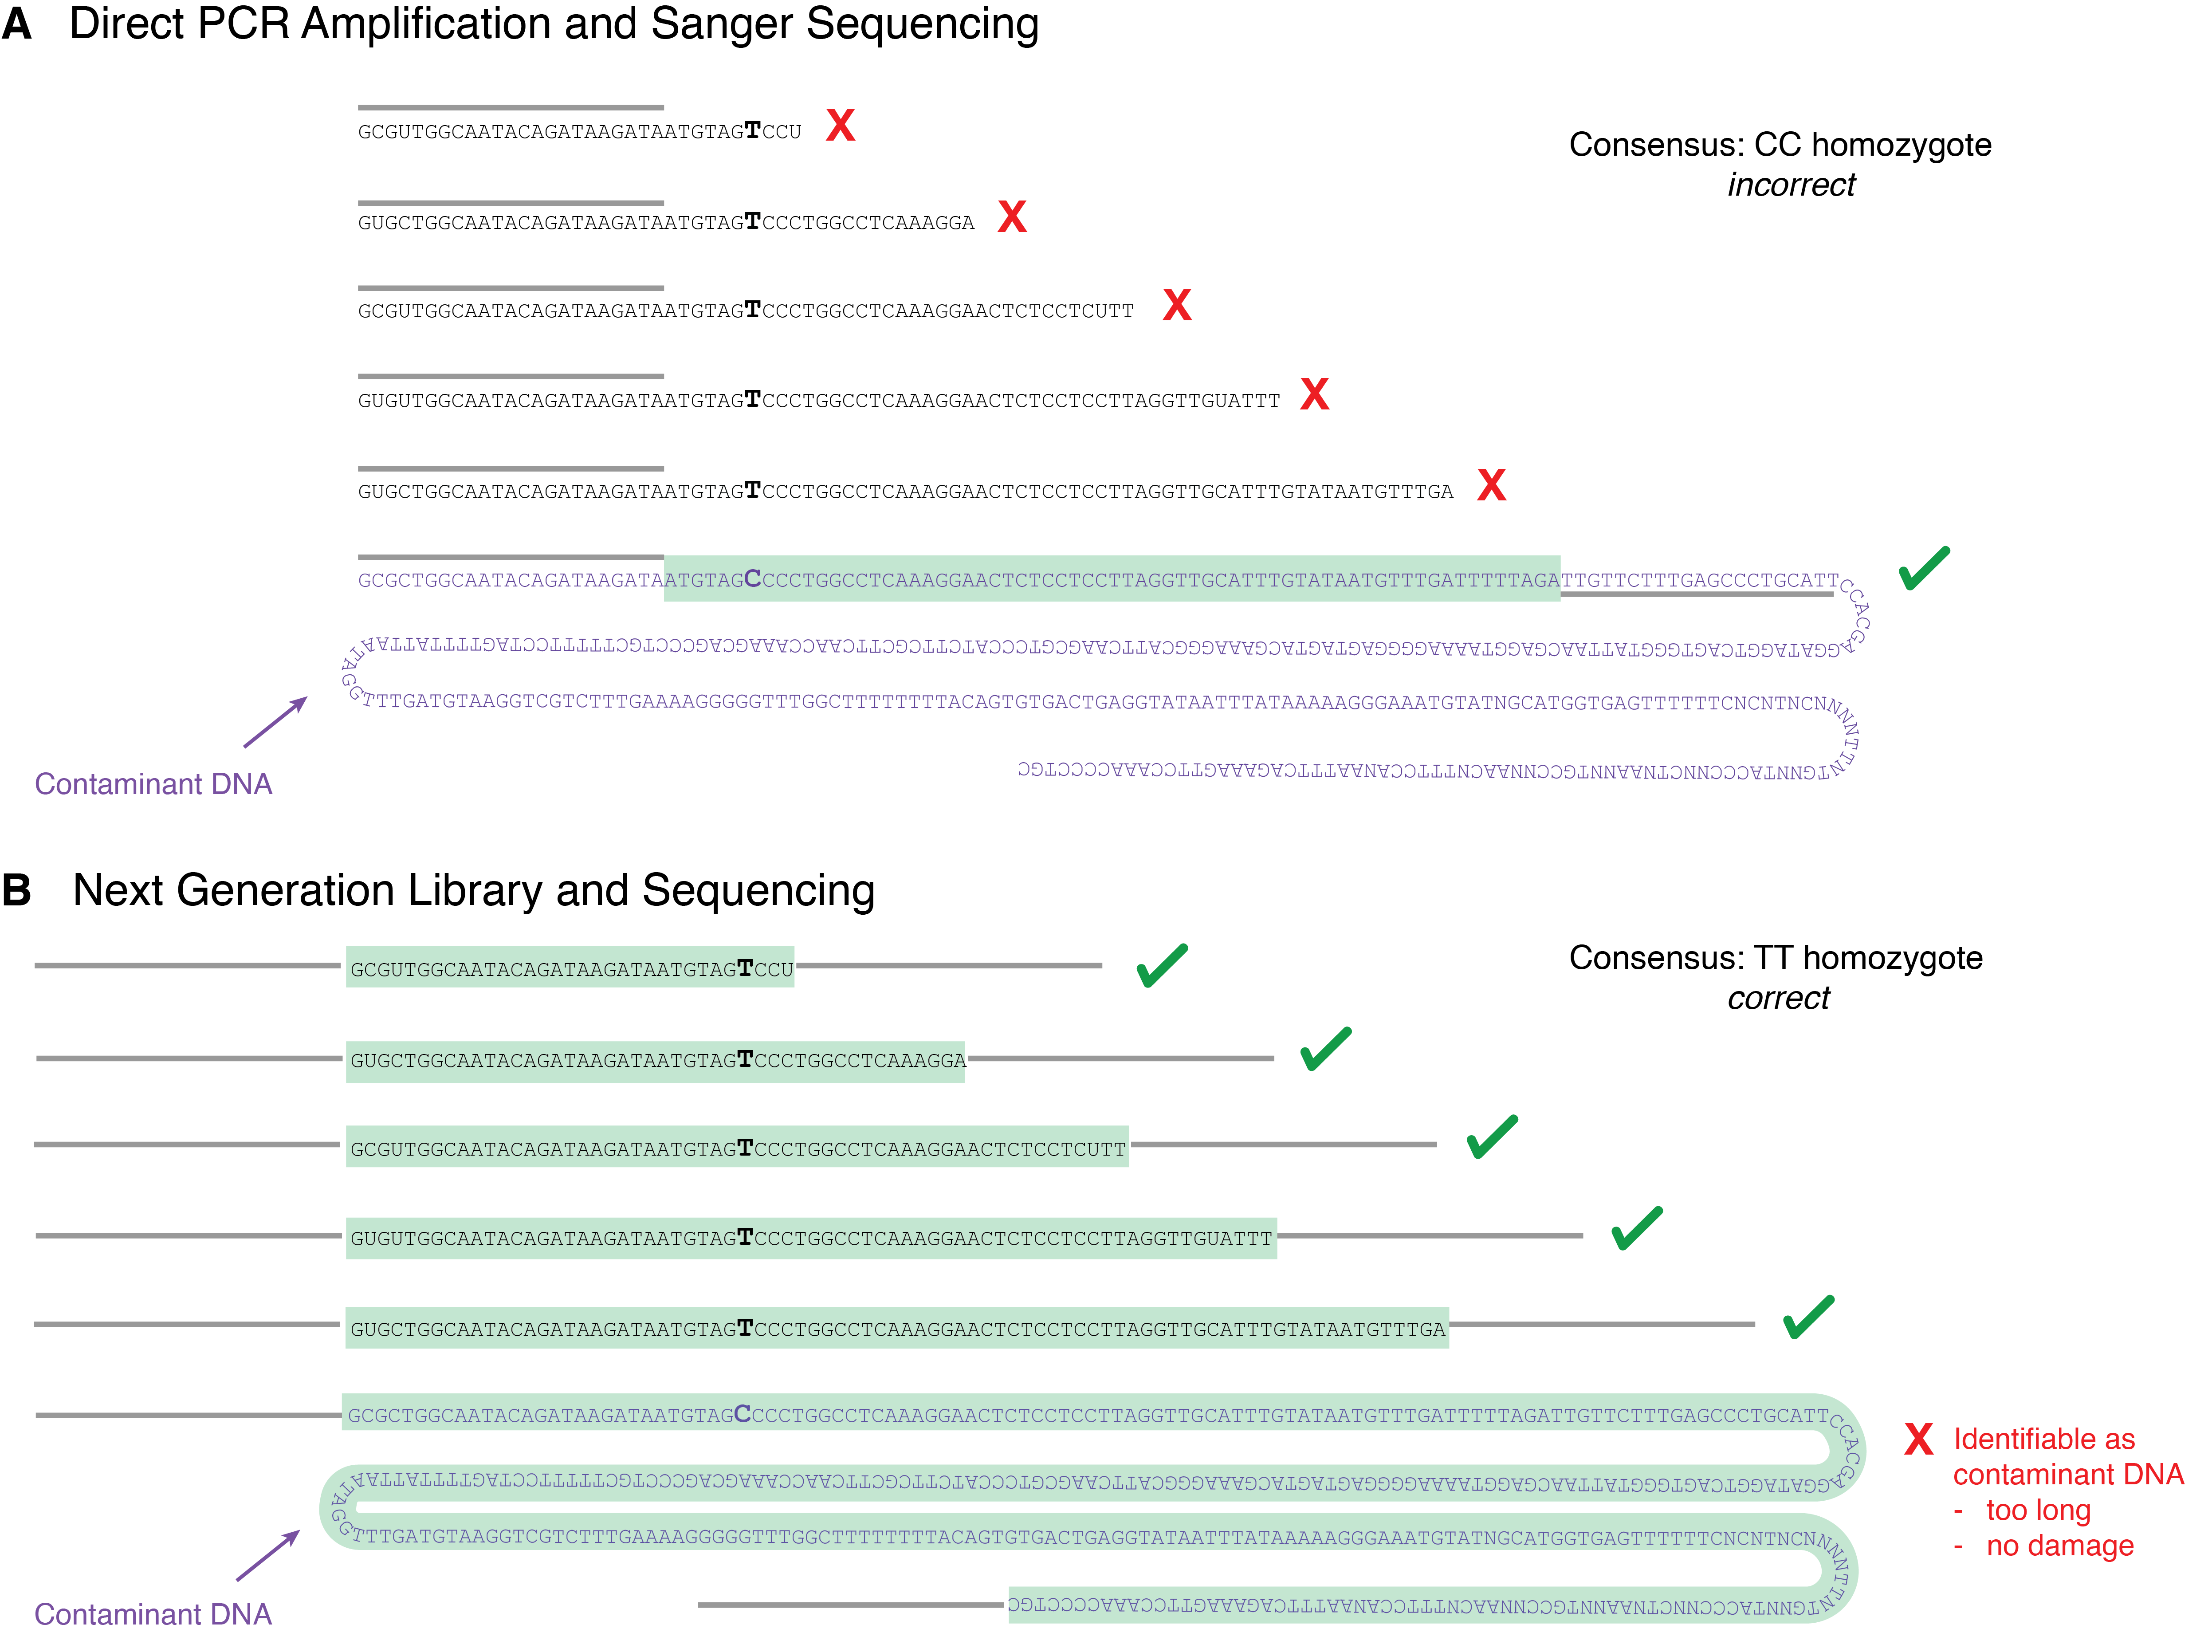 A Direct PCR Amplification and Sanger Sequencing
GCGUTGGCAATACAGATAAGATAATGTAGTCCU X
Consensus: CC homozygote
incorrect
GUGCTGGCAATACAGATAAGATAATGTAGTCCCTGGCCTCAAAGGA X
GCGUTGGCAATACAGATAAGATAATGTAGTCCCTGGCCTCAAAGGAACTCTCCTCUTT X
GUGUTGGCAATACAGATAAGATAATGTAGTCCCTGGCCTCAAAGGAACTCTCCTCCTTAGGTTGUATTT X
GUGCTGGCAATACAGATAAGATAATGTAGTCCCTGGCCTCAAAGGAACTCTCCTCCTTAGGTTGCATTTGTATAATGTTTGA X
GCGCTGGCAATACAGATAAGATAATGTAGCCCCTGGCCTCAAAGGAACTCTCCTCCTTAGGTTGCATTTGTATAATGTTTGATTTTTAGATTGTTCTTTGAGCCCTGCATTCCACGA
TTTGATGTAAGGTCGTCTTTGAAAAGGGGGTTTGGCTTTTTTTTACAGTGTGACTGAGGTATAATTTATAAAAAGGGAAATGTATNGCATGGTGAGTTTTTTCNCNTNCN
Contaminant DNA
B Next Generation Library and Sequencing
GCGUTGGCAATACAGATAAGATAATGTAGTCCU
Consensus: TT homozygote
correct
GUGCTGGCAATACAGATAAGATAATGTAGTCCCTGGCCTCAAAGGA
GCGUTGGCAATACAGATAAGATAATGTAGTCCCTGGCCTCAAAGGAACTCTCCTCUTT
GUGUTGGCAATACAGATAAGATAATGTAGTCCCTGGCCTCAAAGGAACTCTCCTCCTTAGGTTGUATTT
GUGCTGGCAATACAGATAAGATAATGTAGTCCCTGGCCTCAAAGGAACTCTCCTCCTTAGGTTGCATTTGTATAATGTTTGA
GCGCTGGCAATACAGATAAGATAATGTAGCCCCTGGCCTCAAAGGAACTCTCCTCCTTAGGTTGCATTTGTATAATGTTTGATTTTTAGATTGTTCTTTGAGCCCTGCATTCCACGA
TTTGATGTAAGGTCGTCTTTGAAAAGGGGGTTTGGCTTTTTTTTACAGTGTGACTGAGGTATAATTTATAAAAAGGGAAATGTATNGCATGGTGAGTTTTTTCNCNTNCN
X Identifiable as
contaminant DNA
- too long
- no damage
Contaminant DNA